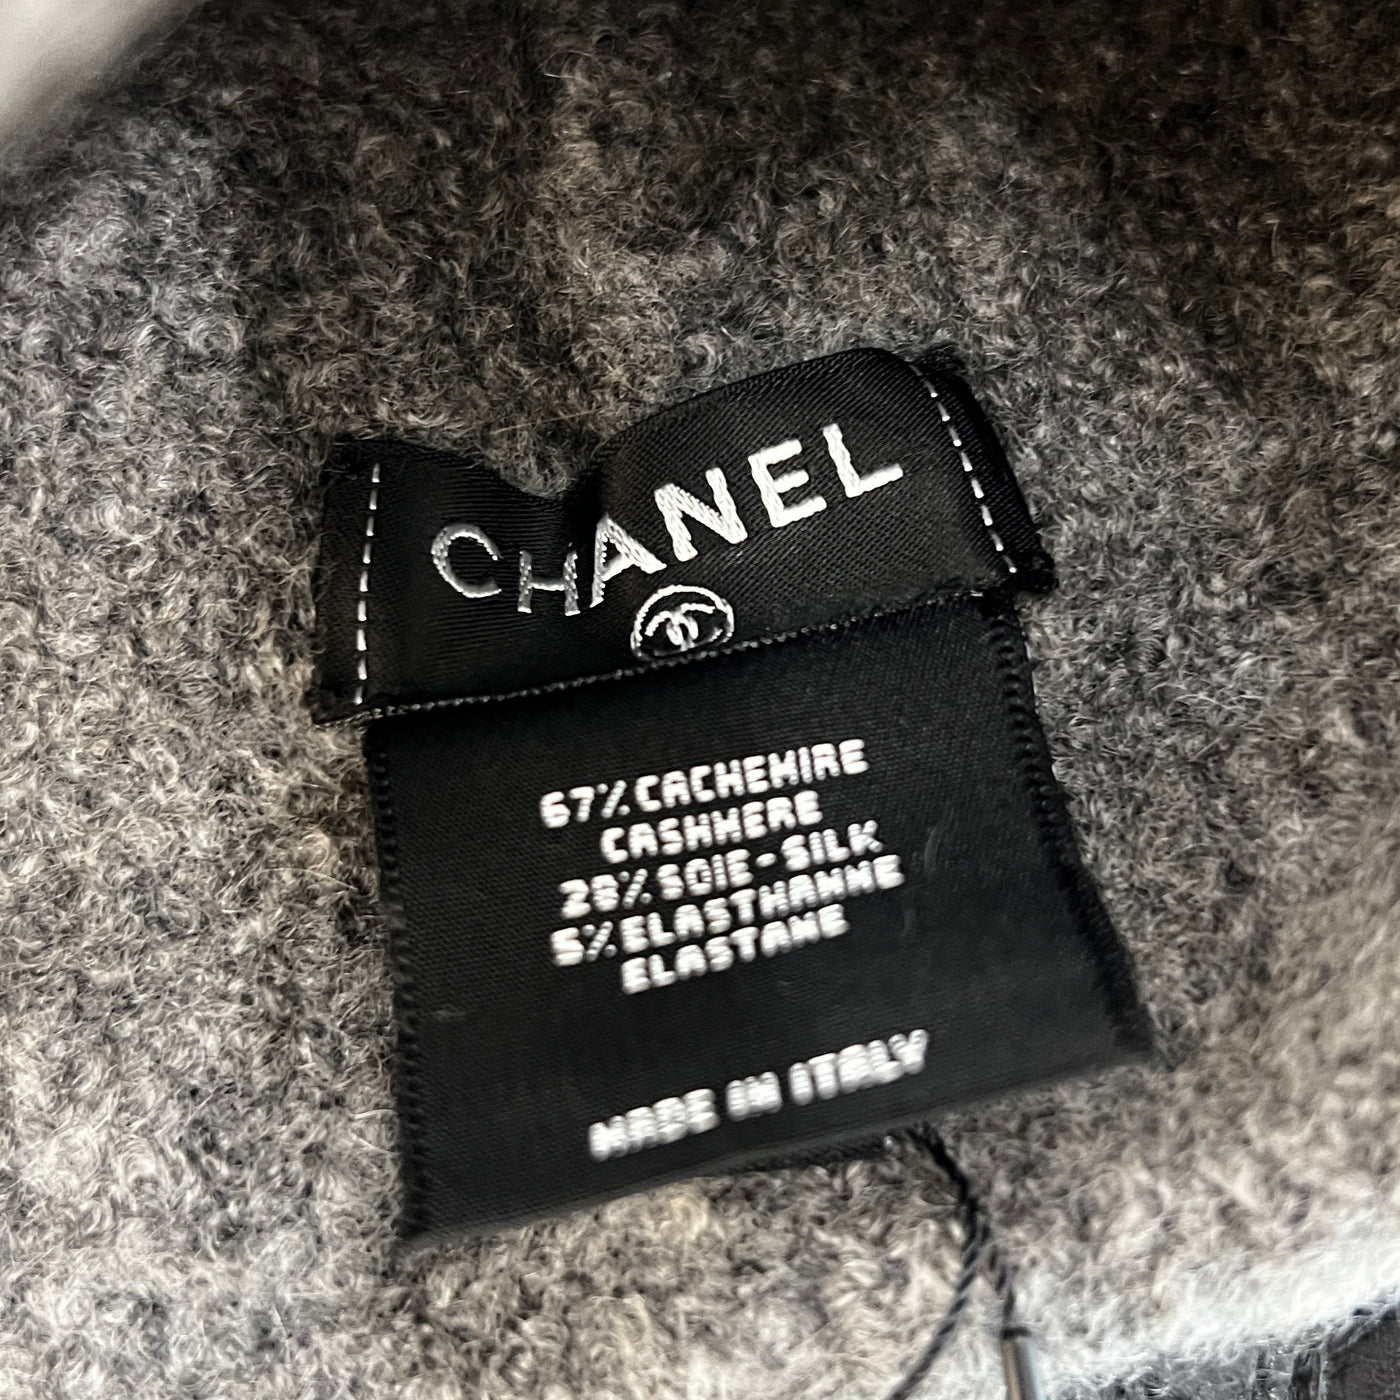 CHANEL
67% CACHEMIRE
CASHMERE
28% SOIE - SILK
5% ELASTHANNE
ELASTANE
MADE IN ITALY